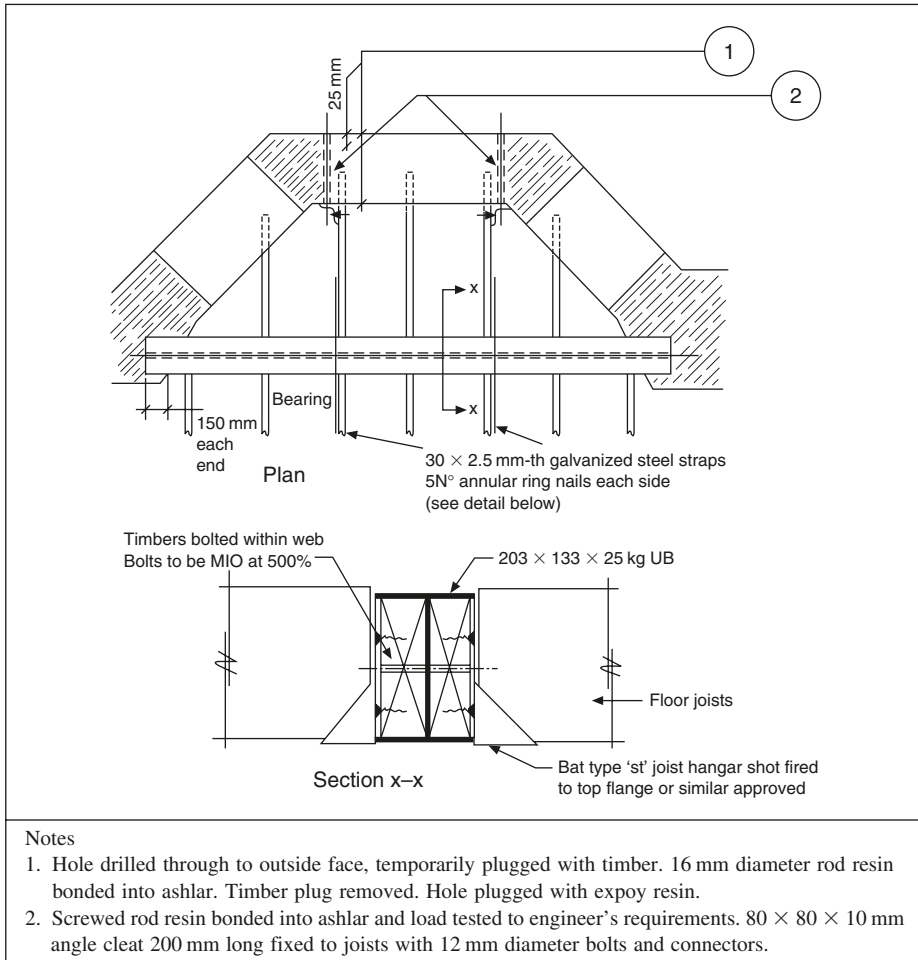 1
25 mm
2
x
x
Bearing
150 mm
each
end
Plan
30 × 2.5 mm-th galvanized steel straps
5N° annular ring nails each side
(see detail below)
Timbers bolted within web
Bolts to be MIO at 500%
203 × 133 × 25 kg UB
Floor joists
Section x–x
Bat type ‘st’ joist hangar shot fired
to top flange or similar approved
Notes
1. Hole drilled through to outside face, temporarily plugged with timber. 16 mm diameter rod resin
bonded into ashlar. Timber plug removed. Hole plugged with expoy resin.
2. Screwed rod resin bonded into ashlar and load tested to engineer’s requirements. 80 × 80 × 10 mm
angle cleat 200 mm long fixed to joists with 12 mm diameter bolts and connectors.